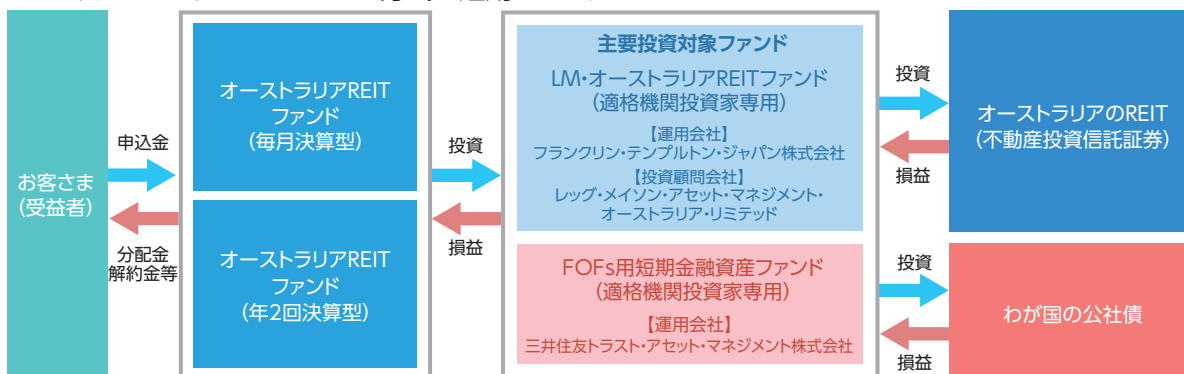 お客さま
(受益者)
申込金
分配金
解約金等
オーストラリアREIT
ファンド
(毎月決算型)
オーストラリアREIT
ファンド
(年2回決算型)
投資
損益
主要投資対象ファンド
LM・オーストラリアREITファンド
(適格機関投資家専用)
【運用会社】
フランクリン・テンプルトン・ジャパン株式会社
【投資顧問会社】
レッグ・メイソン・アセット・マネジメント・
オーストラリア・リミテッド
FOFs用短期金融資産ファンド
(適格機関投資家専用)
【運用会社】
三井住友トラスト・アセット・マネジメント株式会社
投資
損益
オーストラリアのREIT
(不動産投資信託証券)
投資
損益
わが国の公社債